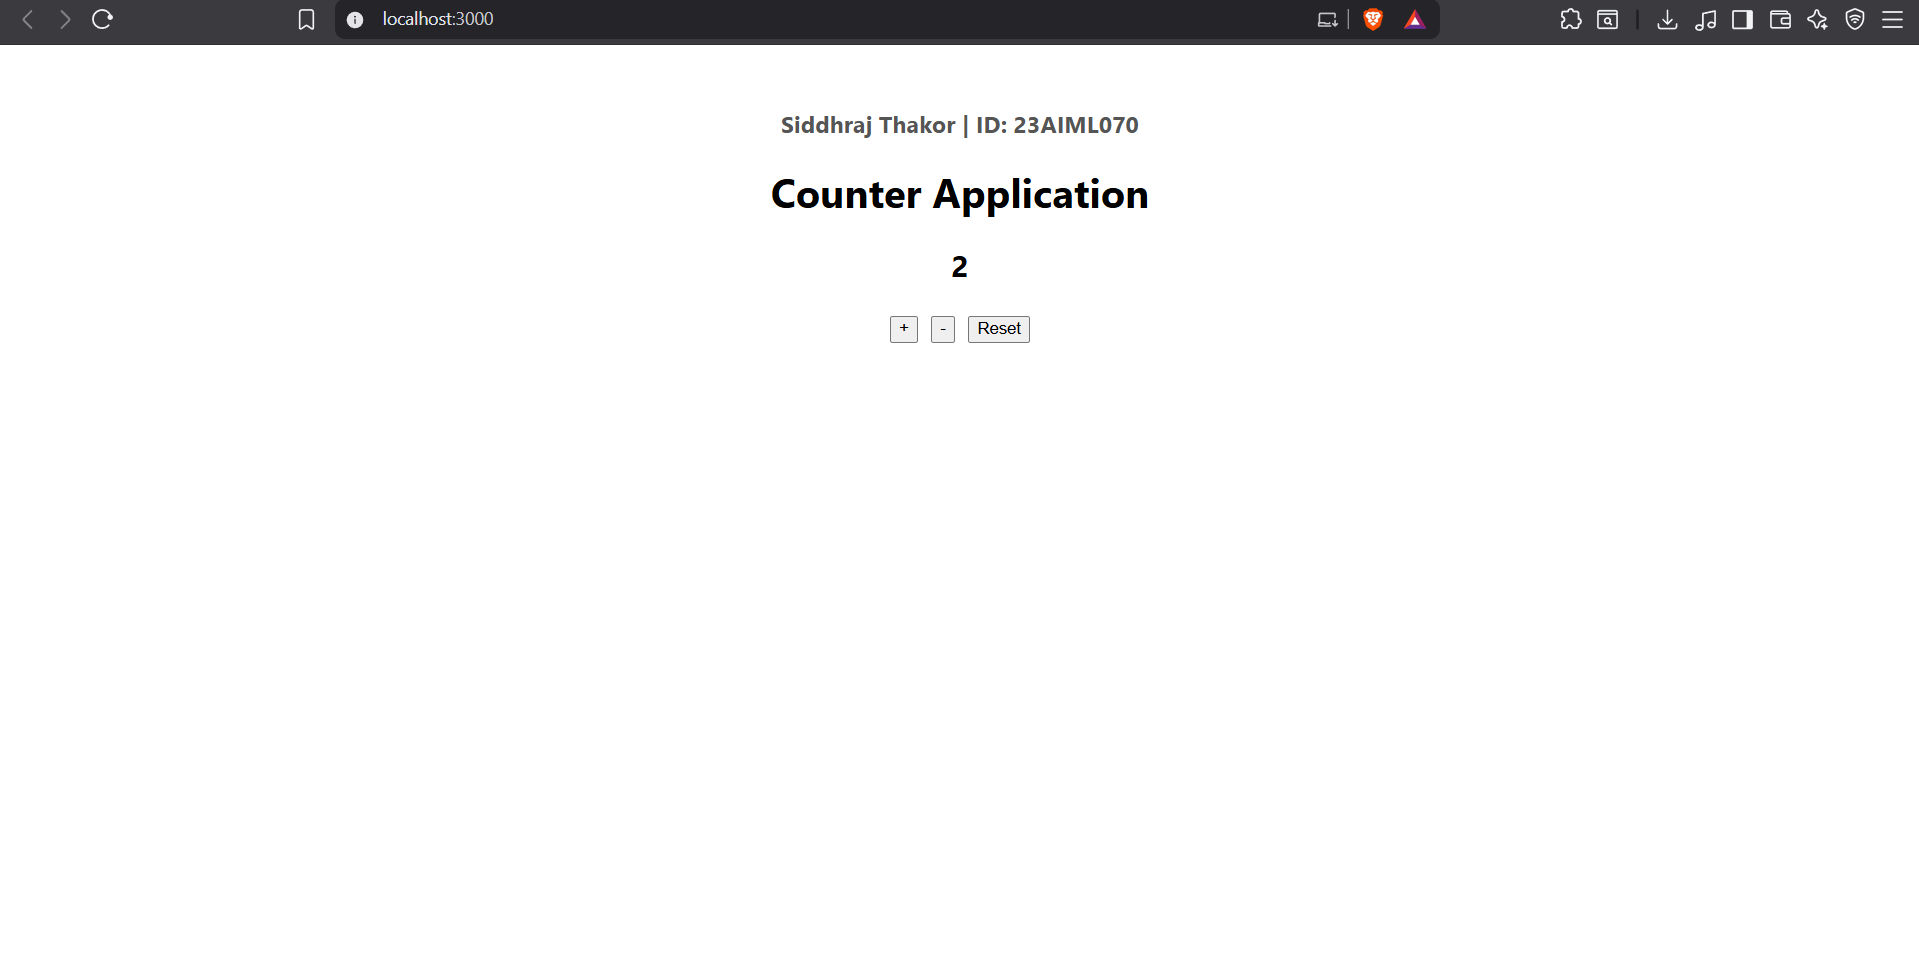 localhost:3000
Siddhraj Thakor | ID: 23AIML070
Counter Application
2
+ - Reset